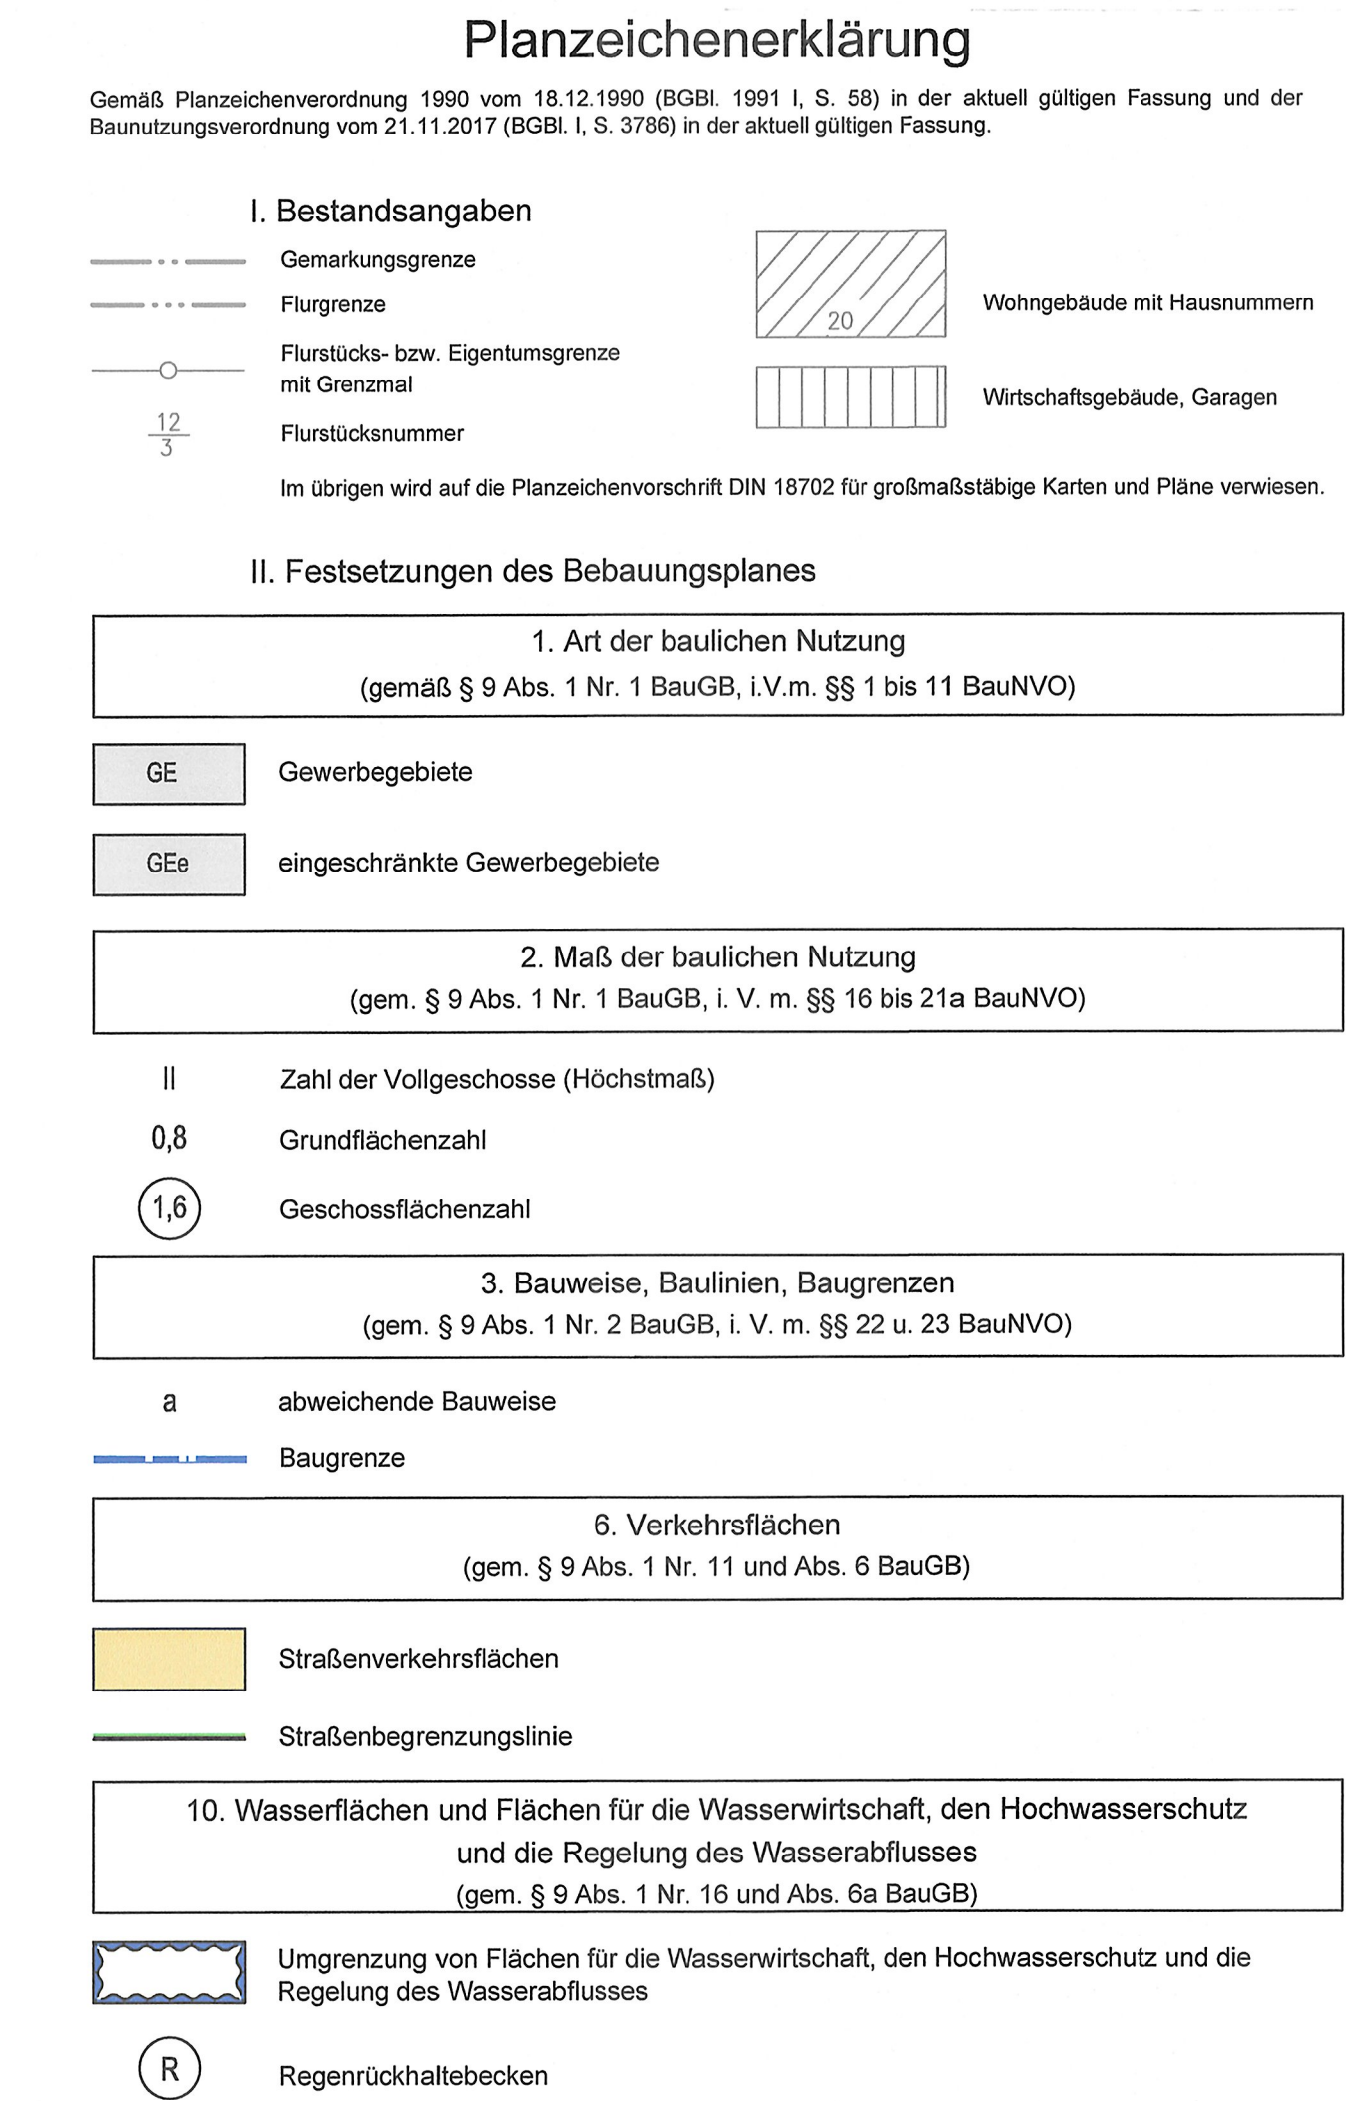 Planzeichenerklärung
Gemäß Planzeichenverordnung 1990 vom 18.12.1990 (BGBl. 1991 I, S. 58) in der aktuell gültigen Fassung und der
Baunutzungsverordnung vom 21.11.2017 (BGBl. I, S. 3786) in der aktuell gültigen Fassung.
I. Bestandsangaben
Gemarkungsgrenze
Flurgrenze
Flurstücks- bzw. Eigentumsgrenze
mit Grenzmal
12
3
Flurstücksnummer
20
Wohngebäude mit Hausnummern
Wirtschaftsgebäude, Garagen
Im übrigen wird auf die Planzeichenvorschrift DIN 18702 für großmaßstäbige Karten und Pläne verwiesen.
II. Festsetzungen des Bebauungsplanes
1. Art der baulichen Nutzung
(gemäß § 9 Abs. 1 Nr. 1 BauGB, i.V.m. §§ 1 bis 11 BauNVO)
GE Gewerbegebiete
GEe eingeschränkte Gewerbegebiete
2. Maß der baulichen Nutzung
(gem. § 9 Abs. 1 Nr. 1 BauGB, i. V. m. §§ 16 bis 21a BauNVO)
II Zahl der Vollgeschosse (Höchstmaß)
0,8 Grundflächenzahl
1,6 Geschossflächenzahl
3. Bauweise, Baulinien, Baugrenzen
(gem. § 9 Abs. 1 Nr. 2 BauGB, i. V. m. §§ 22 u. 23 BauNVO)
a abweichende Bauweise
Baugrenze
6. Verkehrsflächen
(gem. § 9 Abs. 1 Nr. 11 und Abs. 6 BauGB)
Straßenverkehrsflächen
Straßenbegrenzungslinie
10. Wasserflächen und Flächen für die Wasserwirtschaft, den Hochwasserschutz
und die Regelung des Wasserabflusses
(gem. § 9 Abs. 1 Nr. 16 und Abs. 6a BauGB)
Umgrenzung von Flächen für die Wasserwirtschaft, den Hochwasserschutz und die
Regelung des Wasserabflusses
R Regenrückhaltebecken